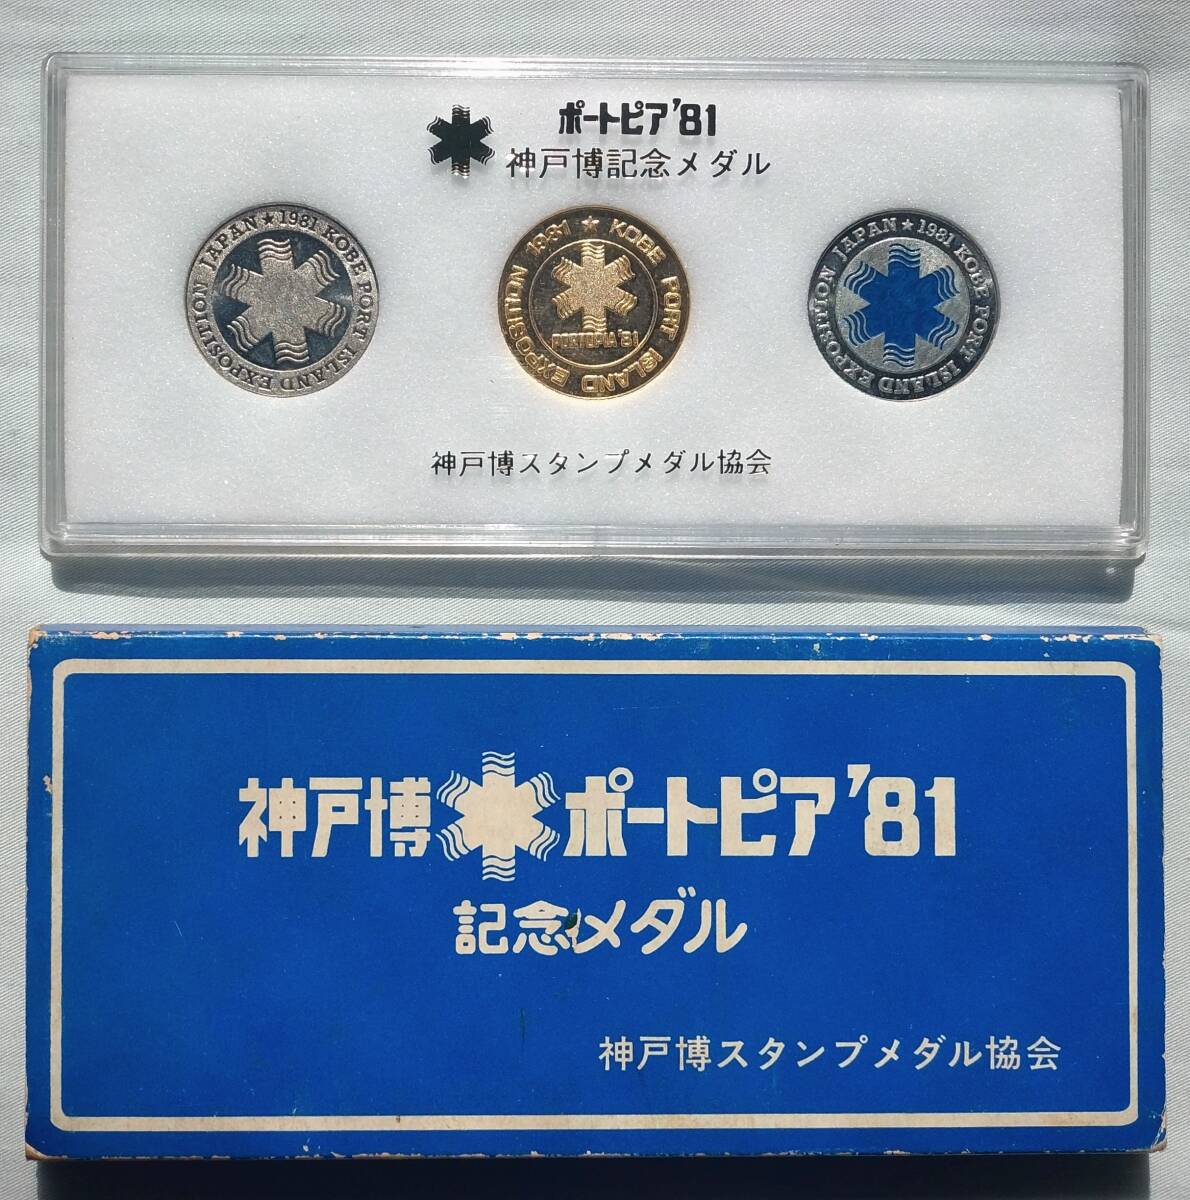 ポートピア'81
神戸博記念メダル
JAPAN ★ 1981 KOBE PORT ISLAND EXPOSITION
1981 ★ KOBE PORT ISLAND EXPOSITION
PORTOPIA'81
JAPAN ★ 1981 KOBE PORT ISLAND EXPOSITION
神戸博スタンプメダル協会
神戸博 ポートピア'81
記念メダル
神戸博スタンプメダル協会